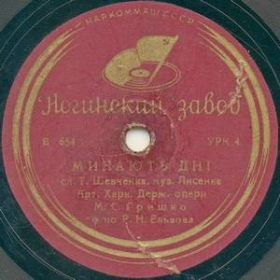 НАРКОММАШ СССР
Ногинский завод
В 654
УРК 4
МИНАЮТЬ ДНІ
сл. Т. Шевченка, муз. Лисенка
Арт. Харк. Держ. опери
М. С. Гришко
ф-по Р. Н. Ельвова